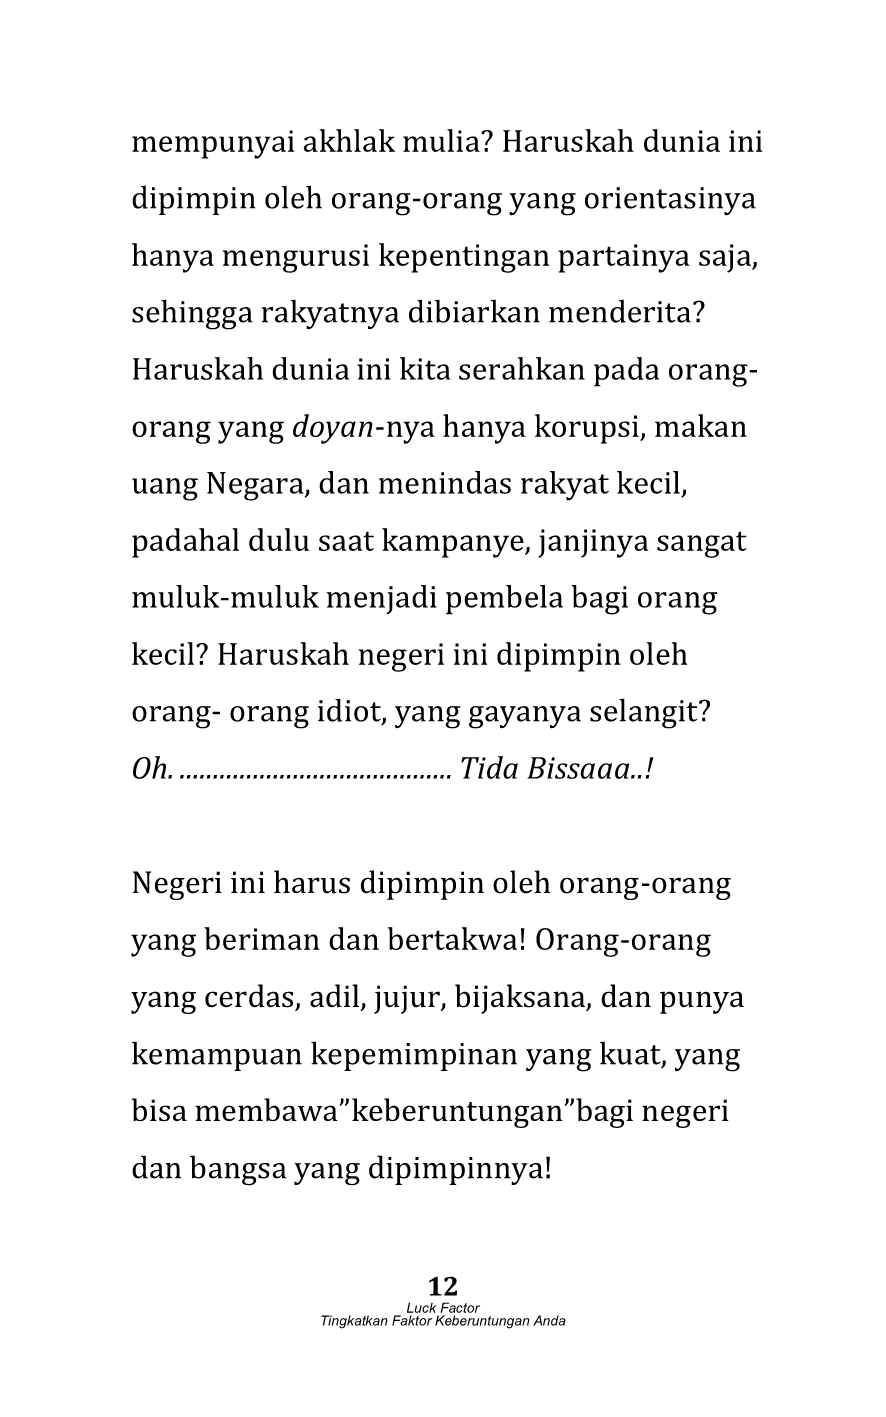 mempunyai akhlak mulia? Haruskah dunia ini
dipimpin oleh orang-orang yang orientasinya
hanya mengurusi kepentingan partainya saja,
sehingga rakyatnya dibiarkan menderita?
Haruskah dunia ini kita serahkan pada orang-
orang yang doyan-nya hanya korupsi, makan
uang Negara, dan menindas rakyat kecil,
padahal dulu saat kampanye, janjinya sangat
muluk-muluk menjadi pembela bagi orang
kecil? Haruskah negeri ini dipimpin oleh
orang- orang idiot, yang gayanya selangit?
Oh. ......................................... Tida Bissaaa..!
Negeri ini harus dipimpin oleh orang-orang
yang beriman dan bertakwa! Orang-orang
yang cerdas, adil, jujur, bijaksana, dan punya
kemampuan kepemimpinan yang kuat, yang
bisa membawa”keberuntungan”bagi negeri
dan bangsa yang dipimpinnya!
12
Luck Factor
Tingkatkan Faktor Keberuntungan Anda